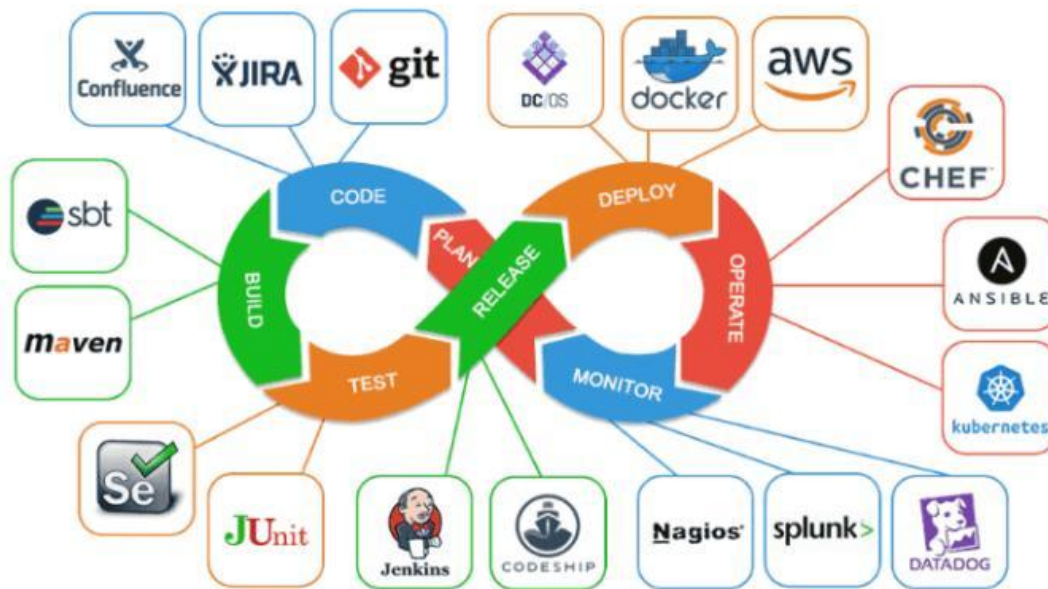 Confluence
JIRA
git
DC/OS
docker
aws
CHEF
sbt
maven
CODE
BUILD
TEST
PLAN
RELEASE
DEPLOY
OPERATE
MONITOR
ANSIBLE
kubernetes
Se
JUnit
Jenkins
CODESHIP
Nagios®
splunk>
DATADOG